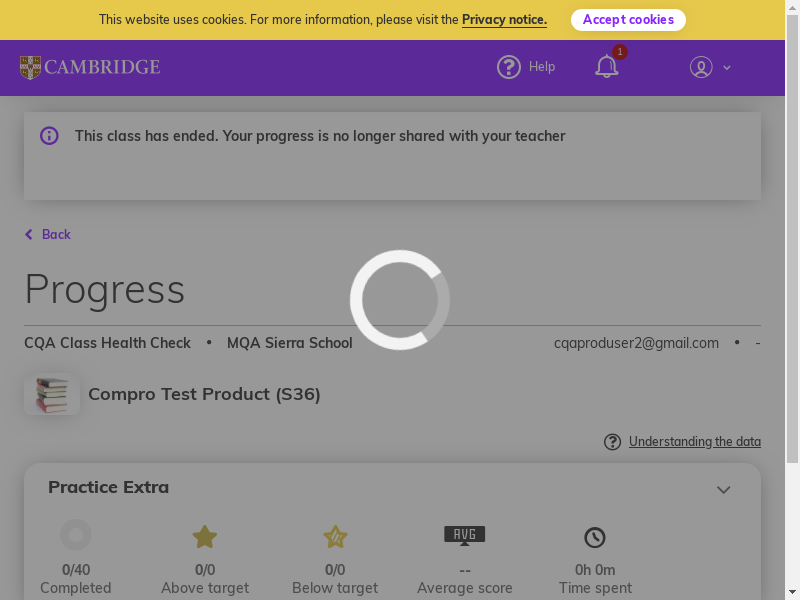 This website uses cookies. For more information, please visit the Privacy notice. Accept cookies
CAMBRIDGE Help 1
This class has ended. Your progress is no longer shared with your teacher
Back
Progress
CQA Class Health Check • MQA Sierra School cqaproduser2@gmail.com • -
Compro Test Product (S36)
Understanding the data
Practice Extra
AVG
0/40 0/0 0/0 -- 0h 0m
Completed Above target Below target Average score Time spent